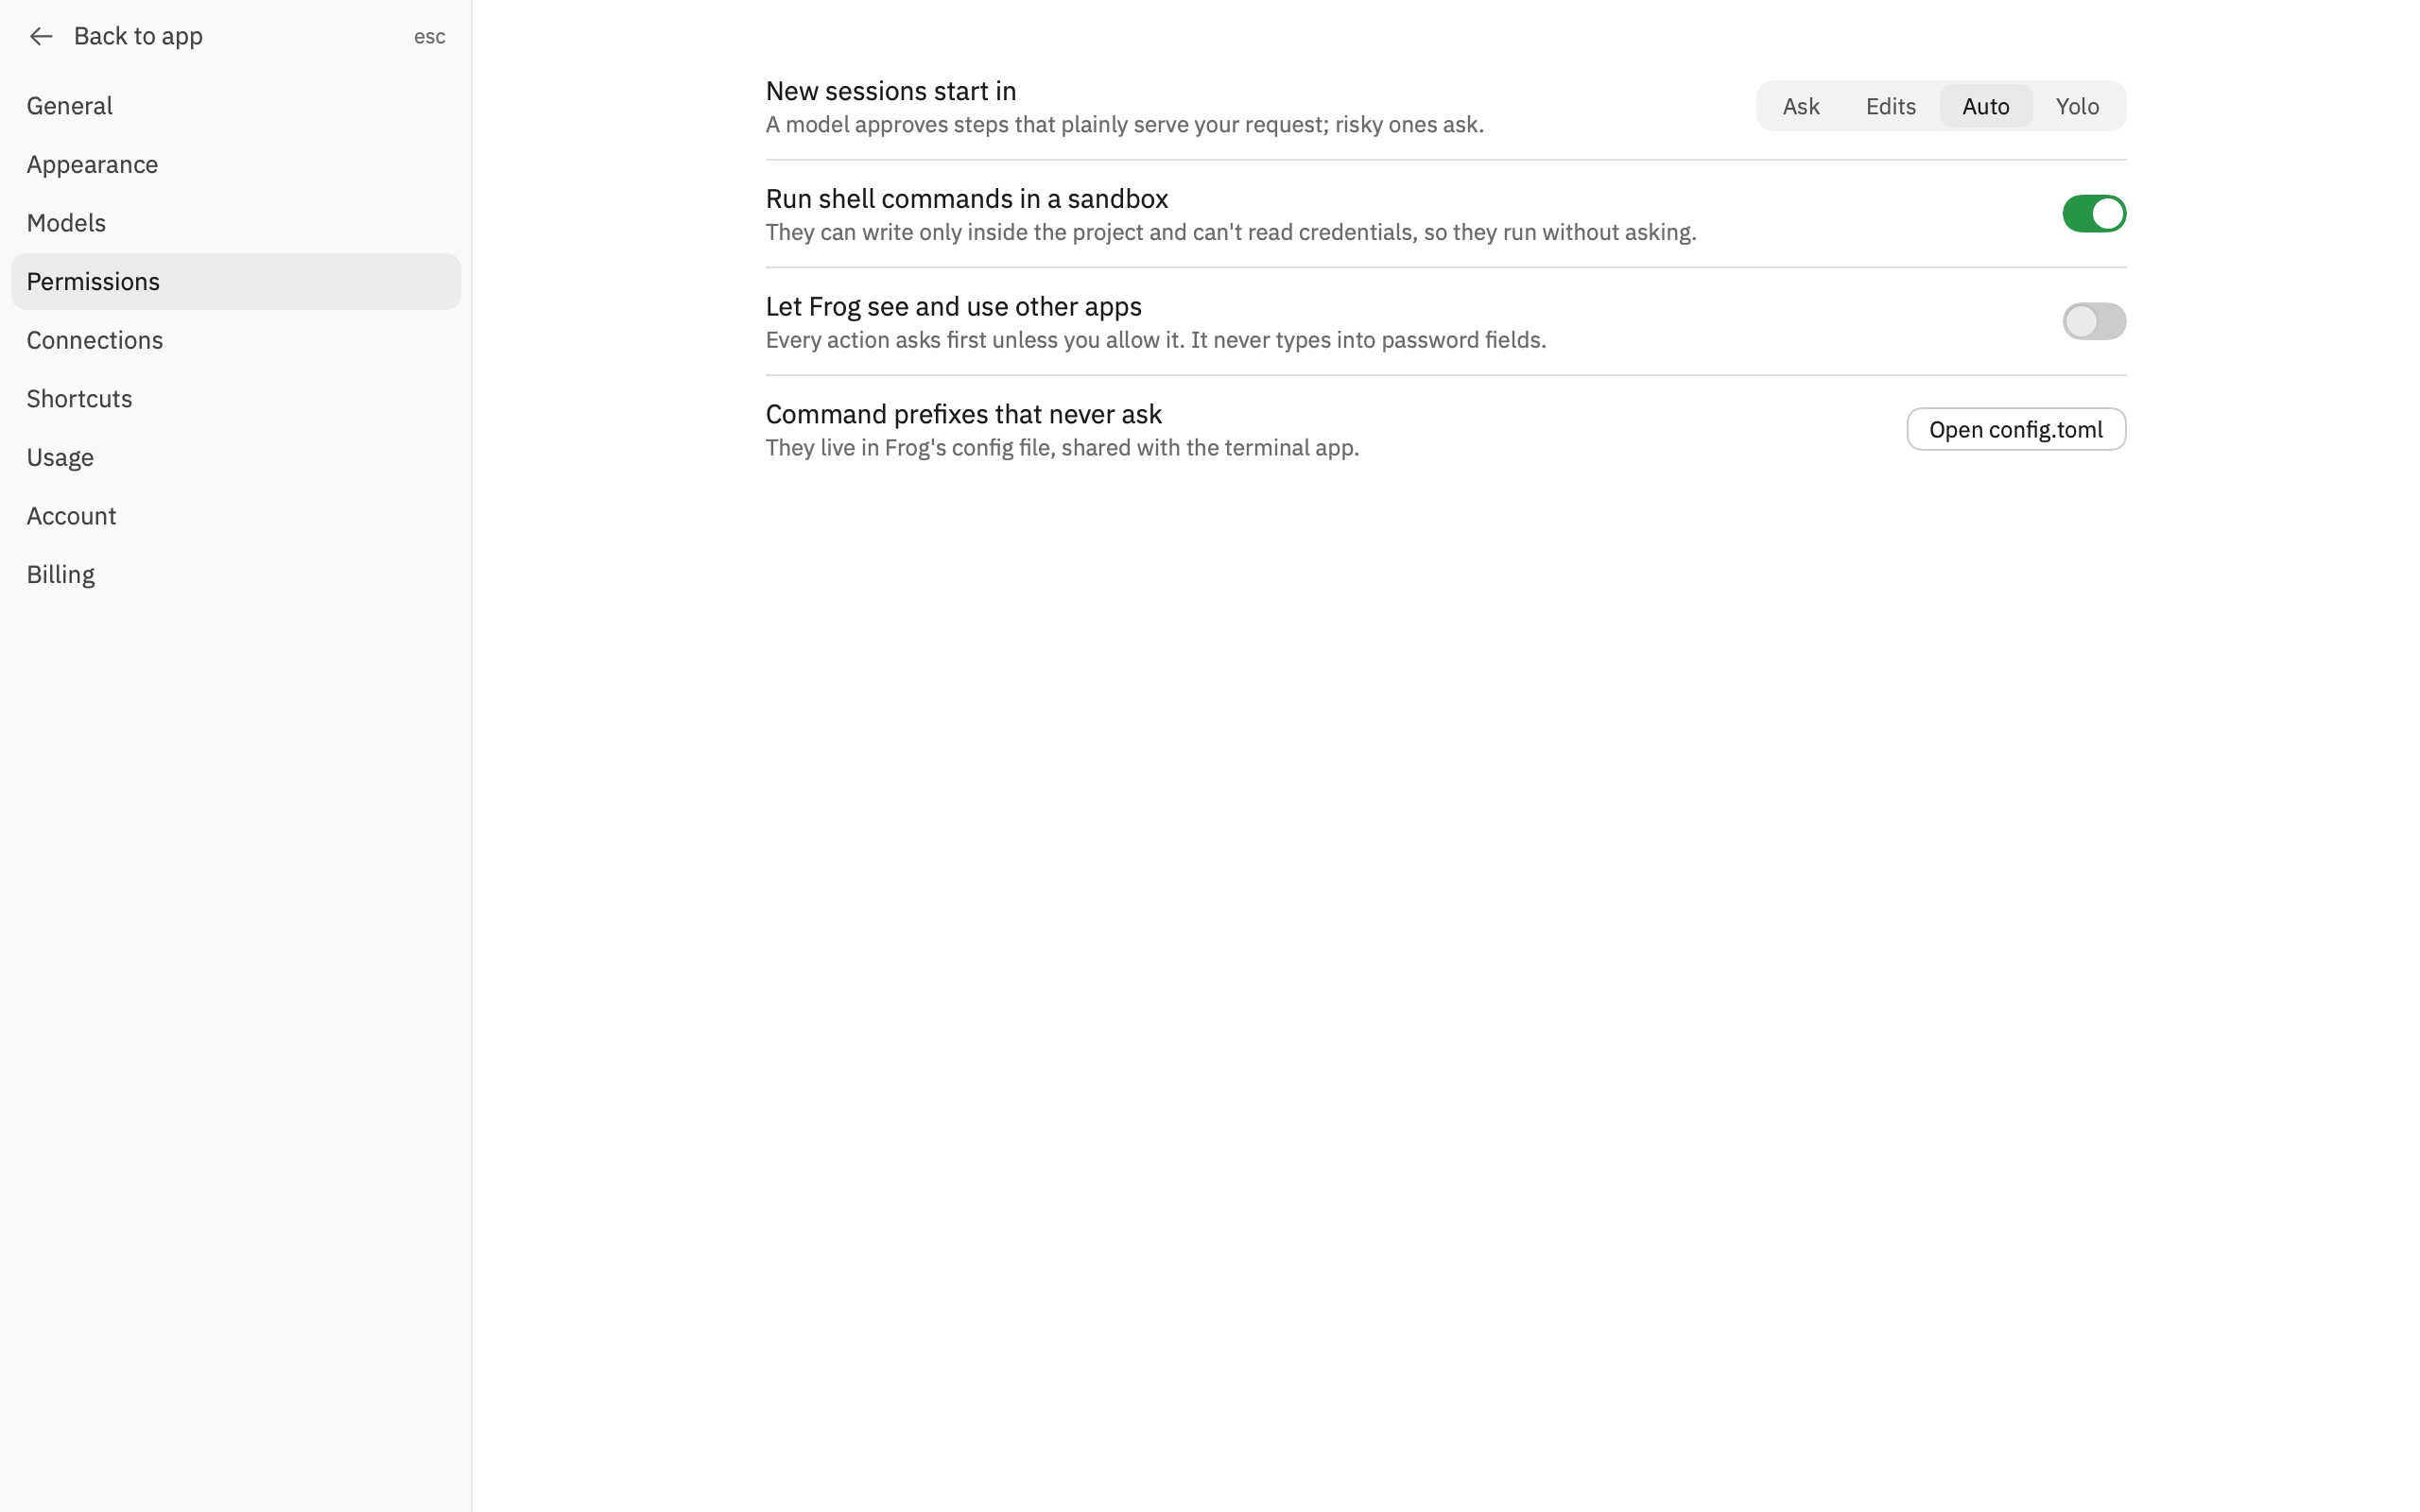 Back to app
esc
General
Appearance
Models
Permissions
Connections
Shortcuts
Usage
Account
Billing
New sessions start in
A model approves steps that plainly serve your request; risky ones ask.
Ask Edits Auto Yolo
Run shell commands in a sandbox
They can write only inside the project and can't read credentials, so they run without asking.
Let Frog see and use other apps
Every action asks first unless you allow it. It never types into password fields.
Command prefixes that never ask
They live in Frog's config file, shared with the terminal app.
Open config.toml